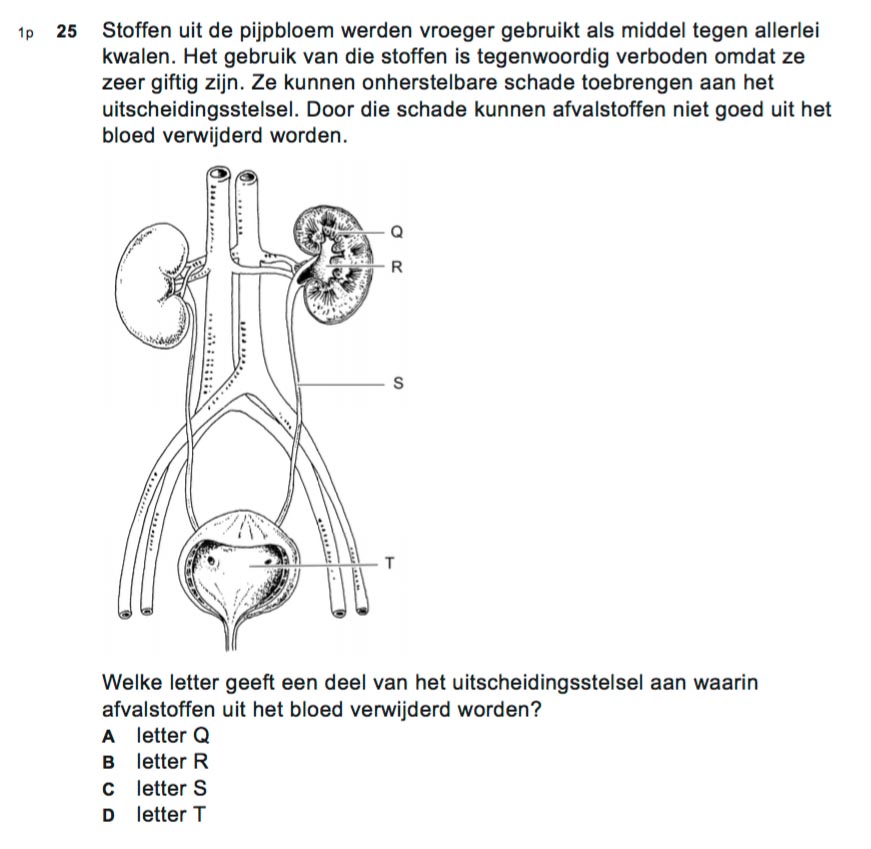 1p 25 Stoffen uit de pijpbloem werden vroeger gebruikt als middel tegen allerlei
kwalen. Het gebruik van die stoffen is tegenwoordig verboden omdat ze
zeer giftig zijn. Ze kunnen onherstelbare schade toebrengen aan het
uitscheidingsstelsel. Door die schade kunnen afvalstoffen niet goed uit het
bloed verwijderd worden.
Q
R
S
T
Welke letter geeft een deel van het uitscheidingsstelsel aan waarin
afvalstoffen uit het bloed verwijderd worden?
A letter Q
B letter R
C letter S
D letter T